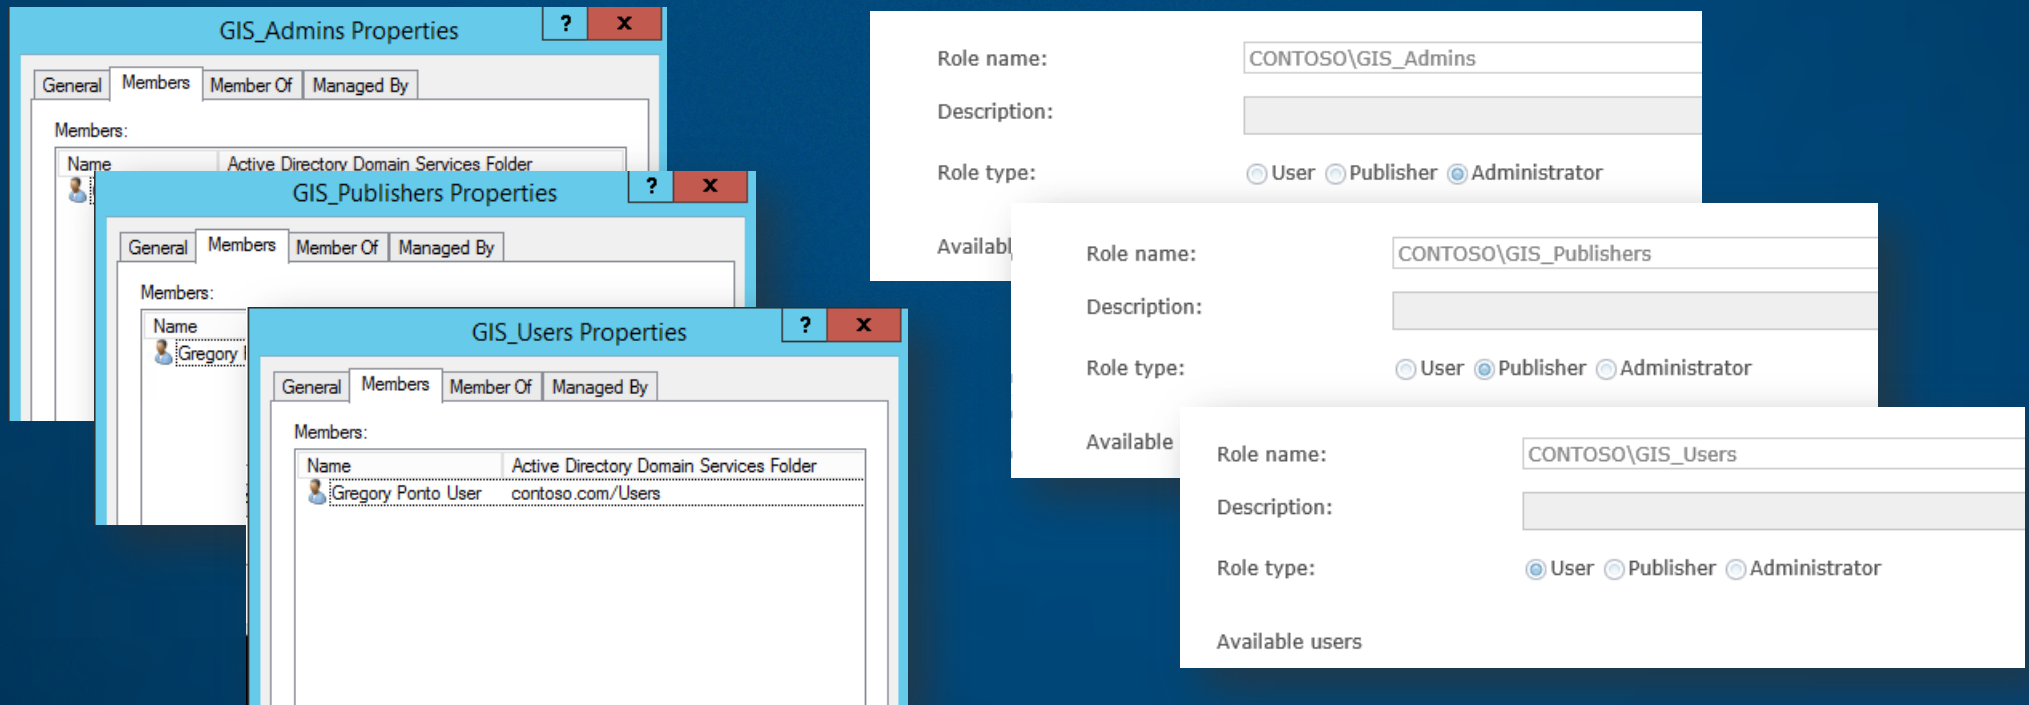 GIS_Admins Properties
? x
General Members Member Of Managed By
Members:
Name Active Directory Domain Services Folder
GIS_Publishers Properties
? x
General Members Member Of Managed By
Members:
Name
Gregory
GIS_Users Properties
? x
General Members Member Of Managed By
Members:
Name Active Directory Domain Services Folder
Gregory Ponto User contoso.com/Users
Role name: CONTOSO\GIS_Admins
Description:
Role type: User Publisher Administrator
Role name: CONTOSO\GIS_Publishers
Description:
Role type: User Publisher Administrator
Available
Role name: CONTOSO\GIS_Users
Description:
Role type: User Publisher Administrator
Available users